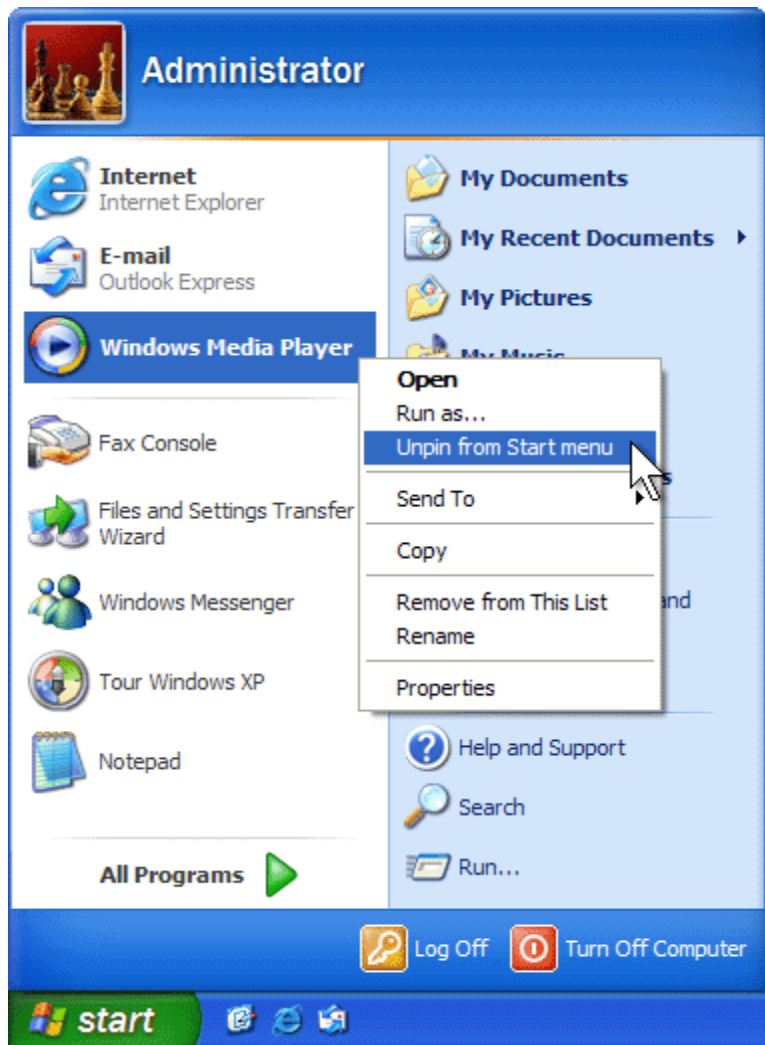 Administrator
Internet
Internet Explorer
E-mail
Outlook Express
Windows Media Player
Fax Console
Files and Settings Transfer
Wizard
Windows Messenger
Tour Windows XP
Notepad
All Programs
My Documents
My Recent Documents
My Pictures
My Music
Open
Run as...
Unpin from Start menu
Send To
Copy
Remove from This List
Rename
Properties
and
Help and Support
Search
Run...
Log Off
Turn Off Computer
start